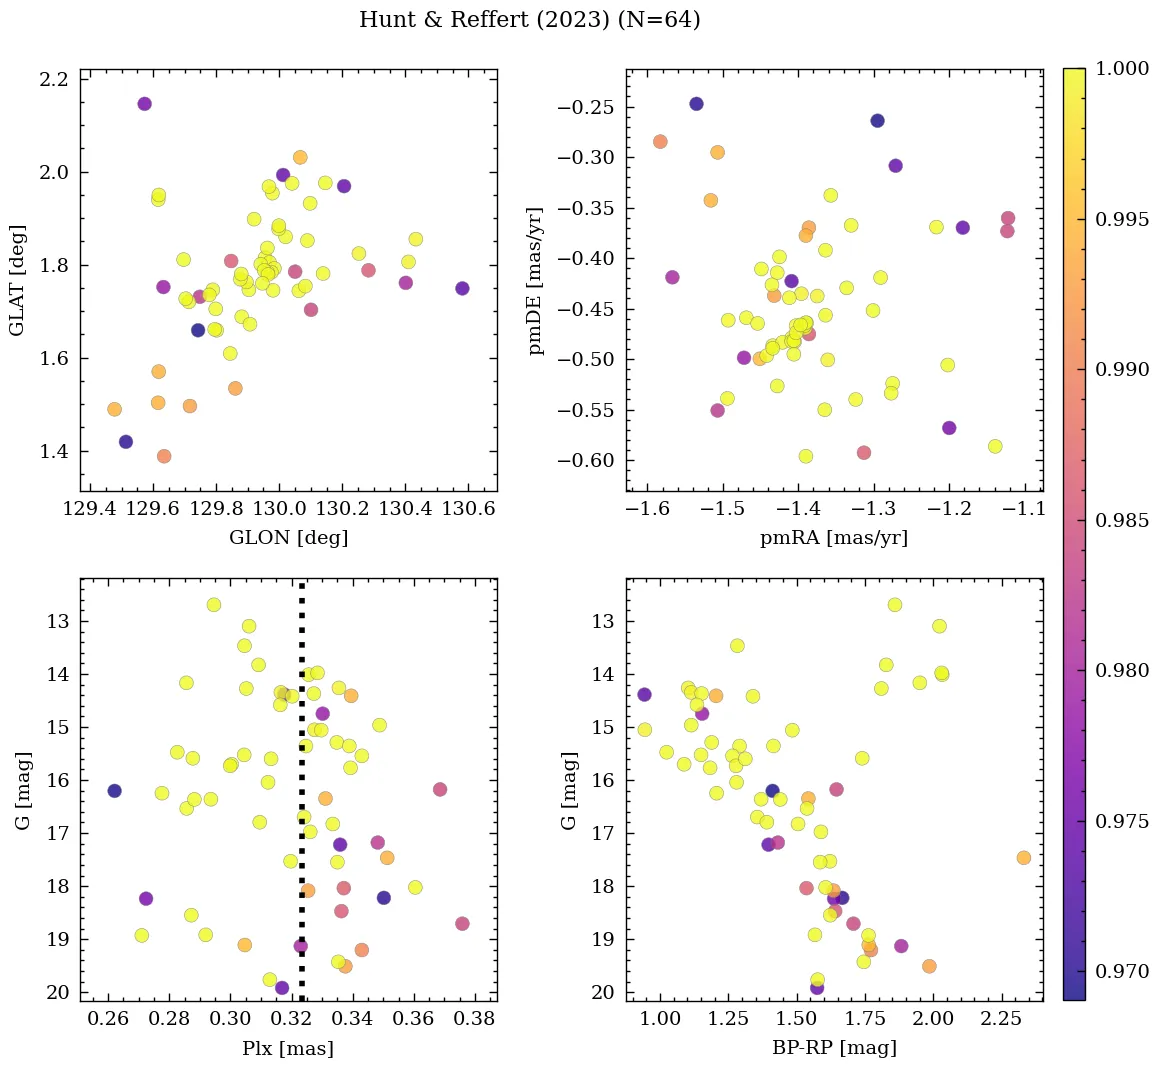 Hunt & Reffert (2023) (N=64)
2.2
2.0
1.8
1.6
1.4
GLAT [deg]
129.4 129.6 129.8 130.0 130.2 130.4 130.6
GLON [deg]
−0.25
−0.30
−0.35
−0.40
−0.45
−0.50
−0.55
−0.60
pmDE [mas/yr]
−1.6 −1.5 −1.4 −1.3 −1.2 −1.1
pmRA [mas/yr]
13
14
15
16
17
18
19
20
G [mag]
0.26 0.28 0.30 0.32 0.34 0.36 0.38
Plx [mas]
13
14
15
16
17
18
19
20
G [mag]
1.00 1.25 1.50 1.75 2.00 2.25
BP-RP [mag]
1.000
0.995
0.990
0.985
0.980
0.975
0.970